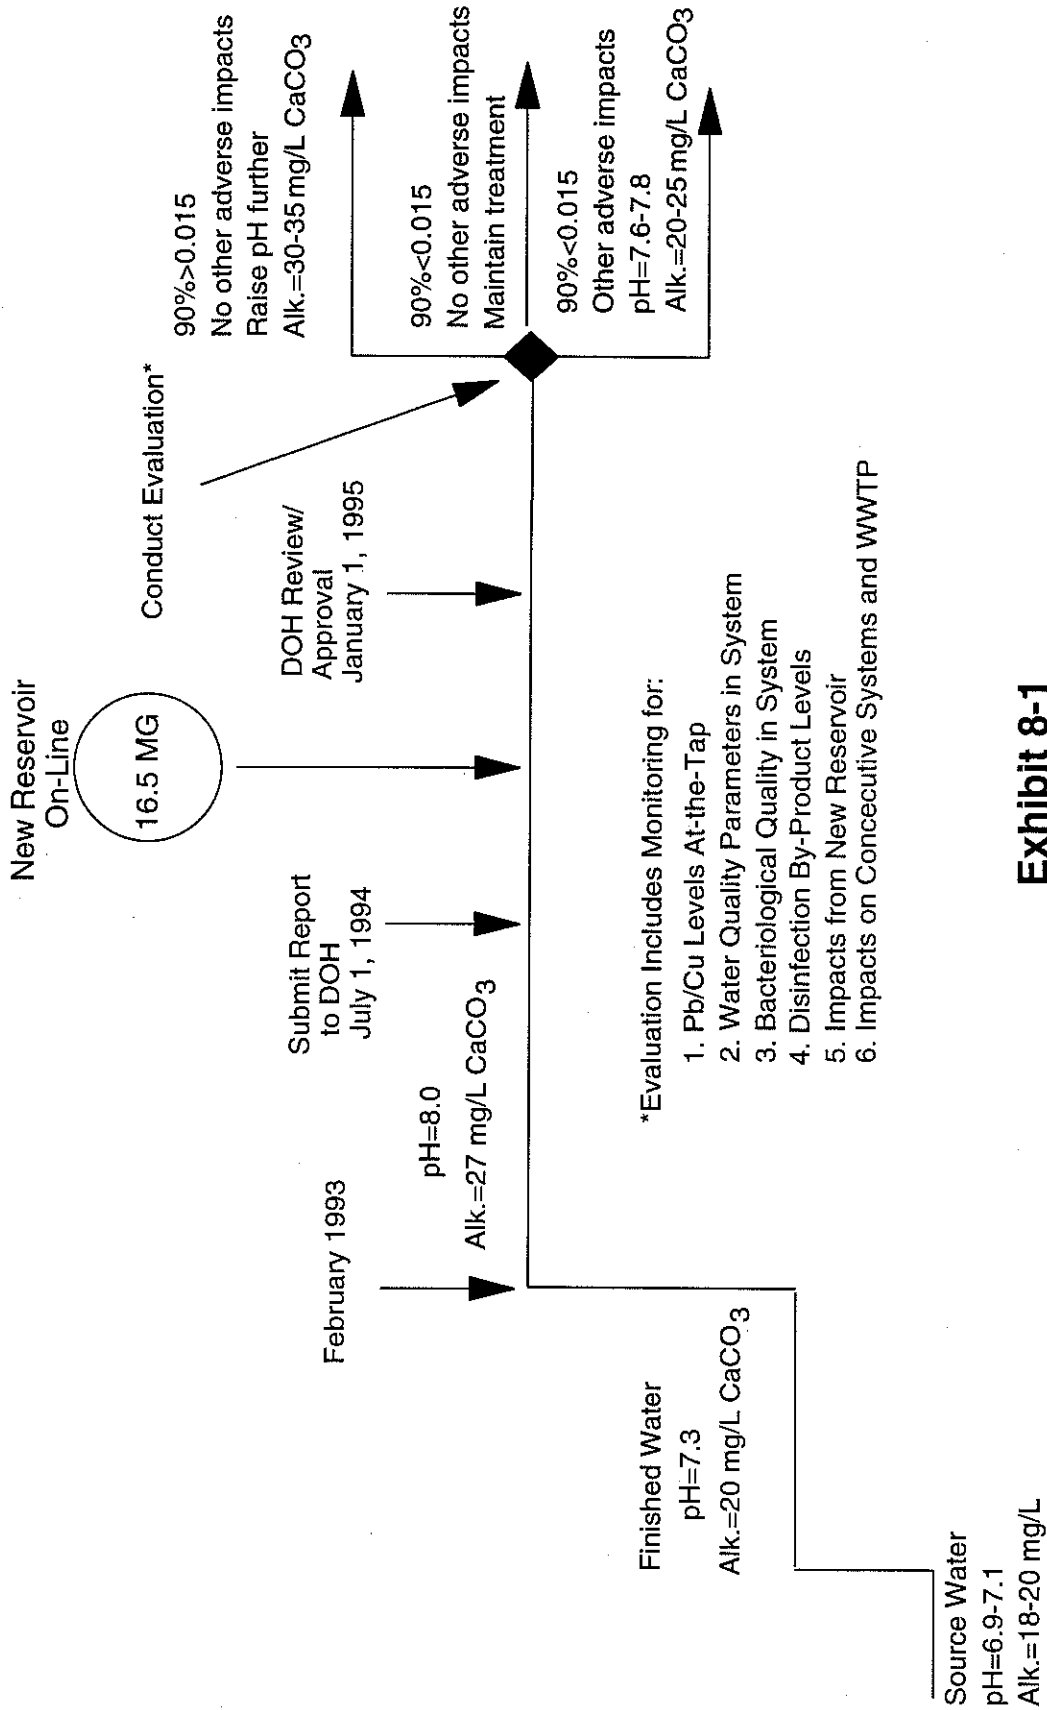 New Reservoir
On-Line
16.5 MG
Conduct Evaluation*
90%>0.015
No other adverse impacts
Raise pH further
Alk.=30-35 mg/L CaCO3
90%<0.015
No other adverse impacts
Maintain treatment
90%<0.015
Other adverse impacts
pH=7.6-7.8
Alk.=20-25 mg/L CaCO3
DOH Review/
Approval
January 1, 1995
Submit Report
to DOH
July 1, 1994
February 1993
pH=8.0
Alk.=27 mg/L CaCO3
Finished Water
pH=7.3
Alk.=20 mg/L CaCO3
Source Water
pH=6.9-7.1
Alk.=18-20 mg/L
*Evaluation Includes Monitoring for:
1. Pb/Cu Levels At-the-Tap
2. Water Quality Parameters in System
3. Bacteriological Quality in System
4. Disinfection By-Product Levels
5. Impacts from New Reservoir
6. Impacts on Concecutive Systems and WWTP
Exhibit 8-1